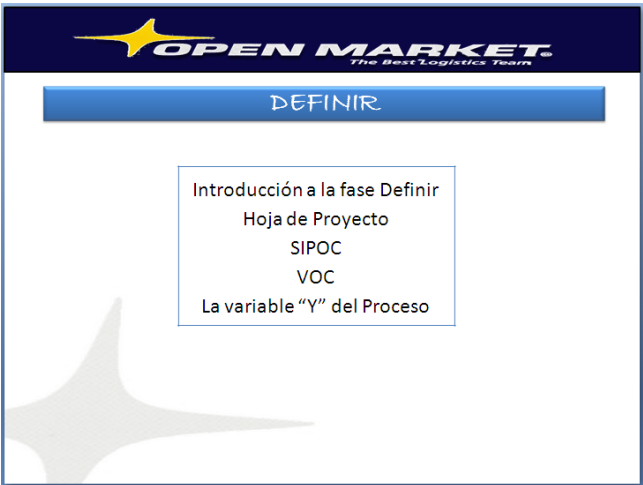 OPEN MARKET.
The Best Logistics Team
DEFINIR
Introducción a la fase Definir
Hoja de Proyecto
SIPOC
VOC
La variable “Y” del Proceso